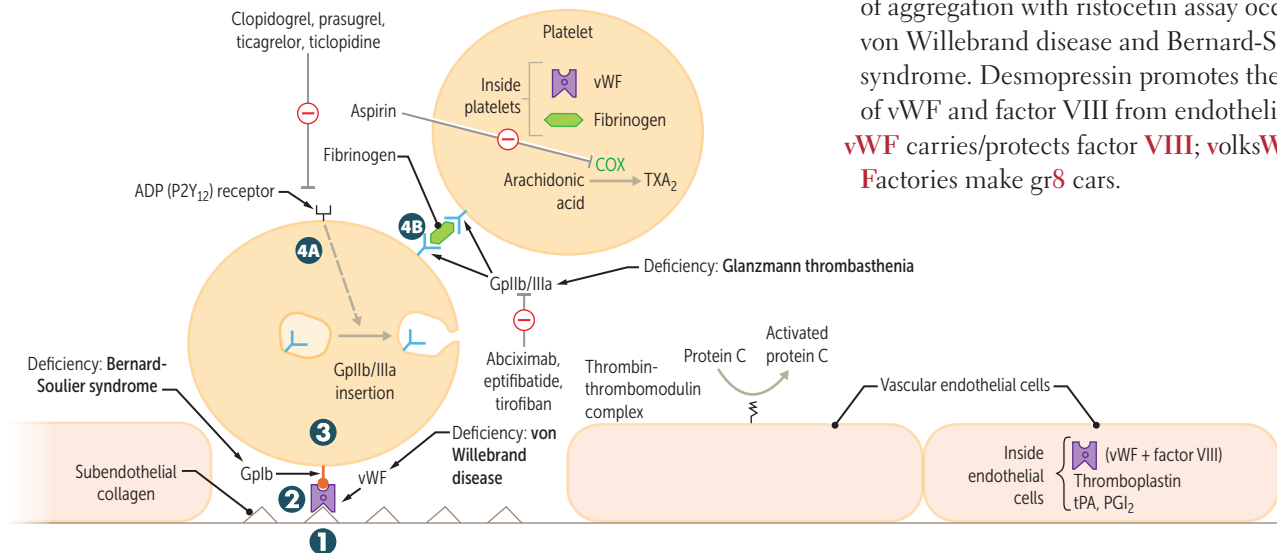 of aggregation with ristocetin assay occ
von Willebrand disease and Bernard-S
syndrome. Desmopressin promotes the
of vWF and factor VIII from endotheli
vWF carries/protects factor VIII; volksW
Factories make gr8 cars.
Clopidogrel, prasugrel,
ticagrelor, ticlopidine
Platelet
Inside
platelets
vWF
Fibrinogen
Aspirin
COX
Arachidonic
acid
TXA₂
Fibrinogen
ADP (P2Y₁₂) receptor
4A
4B
GpIIb/IIIa
Deficiency: Glanzmann thrombasthenia
GpIIb/IIIa
insertion
Abciximab,
eptifibatide,
tirofiban
Deficiency: Bernard-
Soulier syndrome
3
GpIb
vWF
Deficiency: von
Willebrand
disease
Subendothelial
collagen
2
1
Thrombin-
thrombomodulin
complex
Protein C
Activated
protein C
Vascular endothelial cells
Inside
endothelial
cells
(vWF + factor VIII)
Thromboplastin
tPA, PGI₂